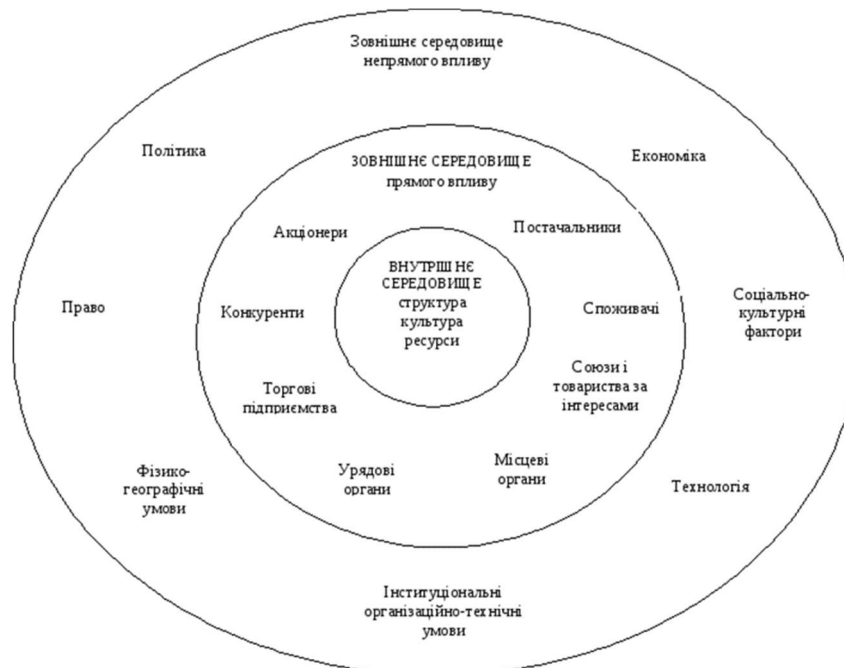 Зовнішнє середовище
непрямого впливу
Політика
Економіка
ЗОВНІШНЄ СЕРЕДОВИЩЕ
прямого впливу
Акціонери
Постачальники
ВНУТРІШНЄ
СЕРЕДОВИЩЕ
структура
культура
ресурси
Право
Конкуренти
Споживачі
Соціально-
культурні
фактори
Торгові
підприємства
Союзи і
товариства за
інтересами
Фізико-
географічні
умови
Урядові
органи
Місцеві
органи
Технологія
Інституціональні
організаційно-технічні
умови